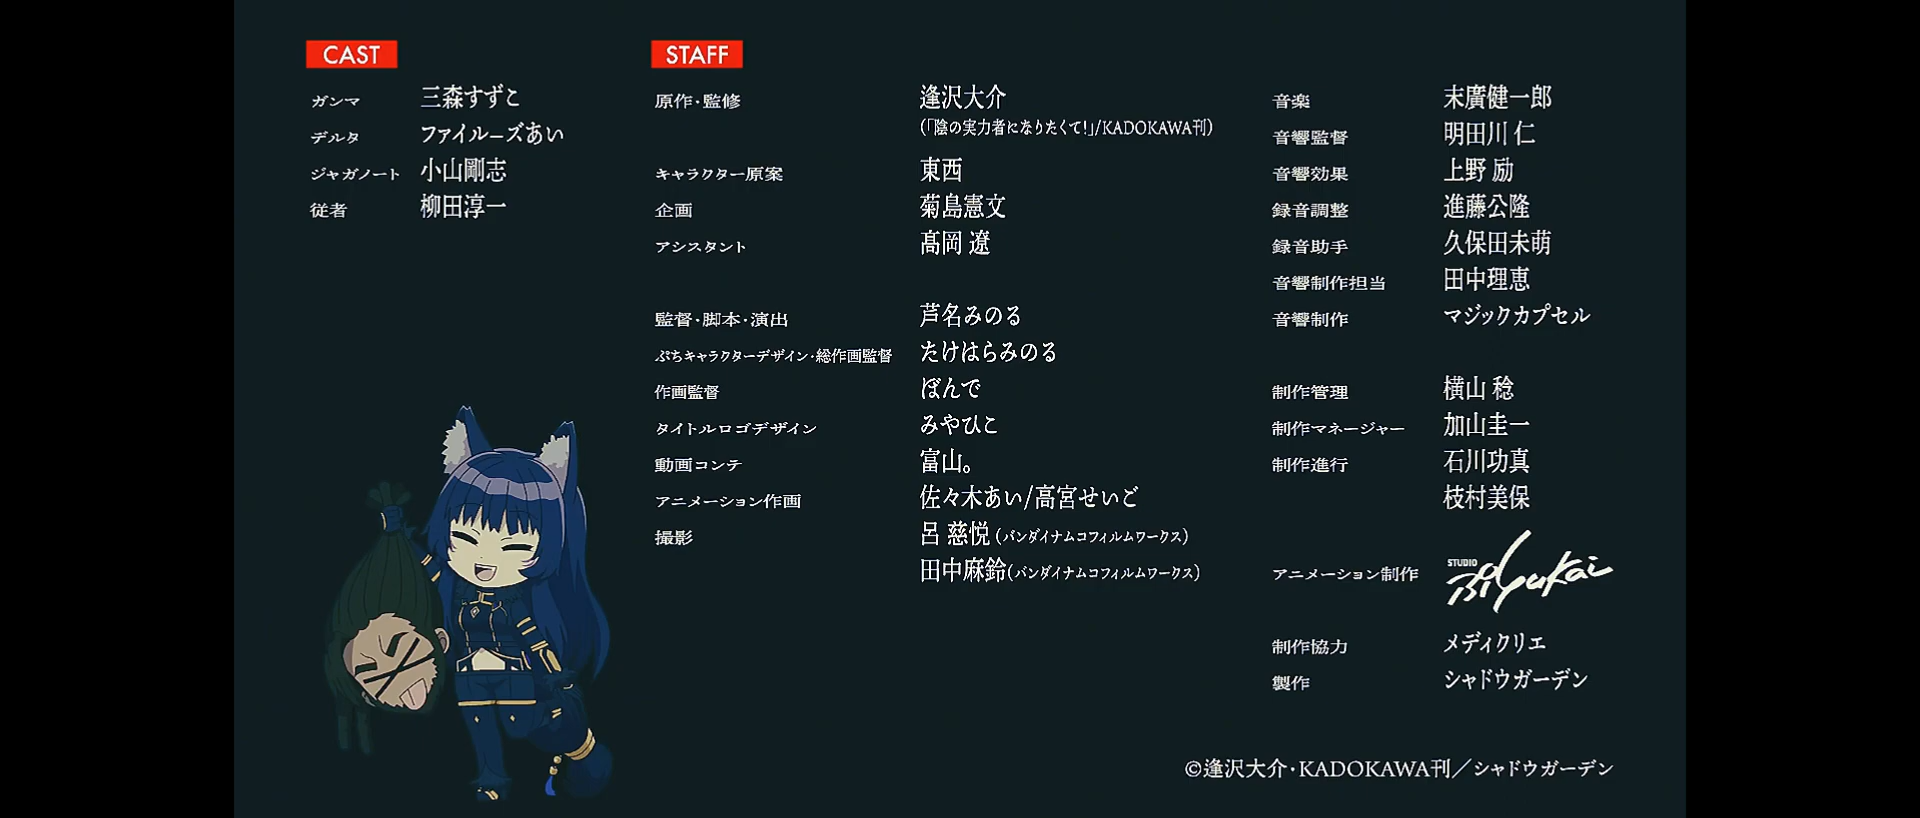 CAST
ガンマ 三森すずこ
デルタ ファイルーズあい
ジャガノート 小山剛志
従者 柳田淳一
STAFF
原作・監修 逢沢大介
(「陰の実力者になりたくて!」/KADOKAWA刊)
キャラクター原案 東西
企画 菊島憲文
アシスタント 髙岡 遼
監督・脚本・演出 芦名みのる
ぷちキャラクターデザイン・総作画監督 たけはらみのる
作画監督 ぽんで
タイトルロゴデザイン みやひこ
動画コンテ 富山。
アニメーション作画 佐々木あい/高宮せいご
撮影 呂 慈悦(バンダイナムコフィルムワークス)
田中麻鈴(バンダイナムコフィルムワークス)
音楽 末廣健一郎
音響監督 明田川 仁
音響効果 上野 励
録音調整 進藤公隆
録音助手 久保田未萌
音響制作担当 田中理恵
音響制作 マジックカプセル
制作管理 横山 稔
制作マネージャー 加山圭一
制作進行 石川功真
枝村美保
アニメーション制作 STUDIO ぷYukai
制作協力 メディクリエ
製作 シャドウガーデン
©逢沢大介・KADOKAWA刊／シャドウガーデン